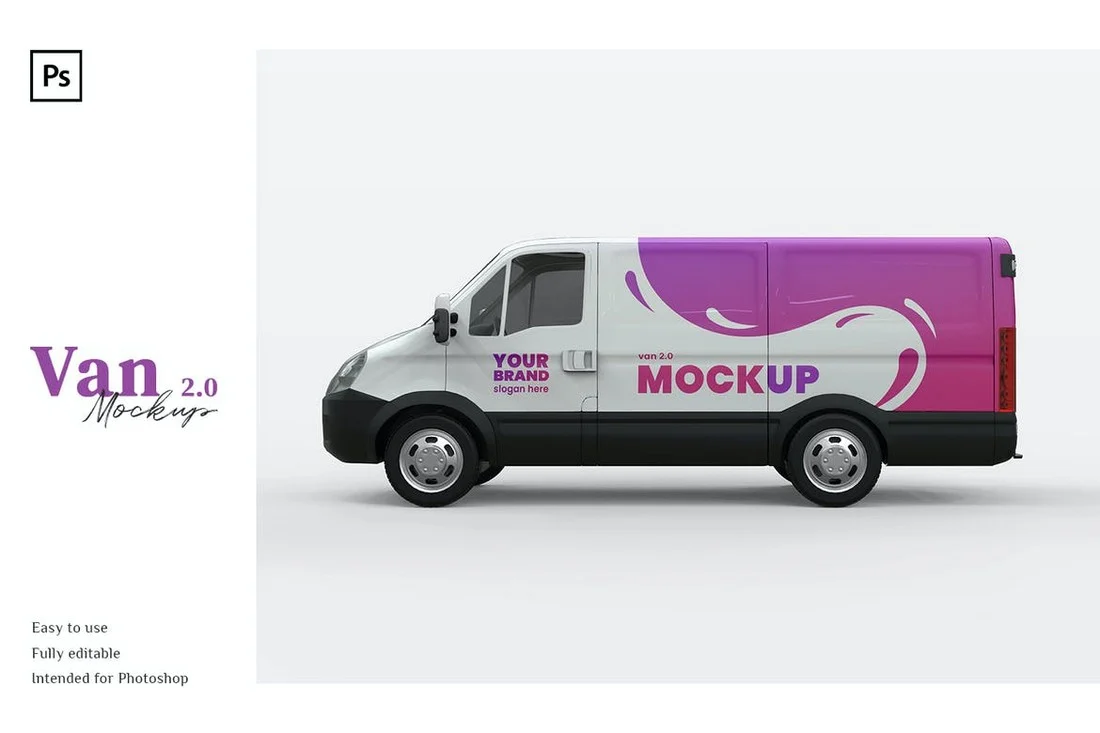 Ps
Van 2.0
Mockup
YOUR
BRAND
slogan here
van 2.0
MOCKUP
Easy to use
Fully editable
Intended for Photoshop